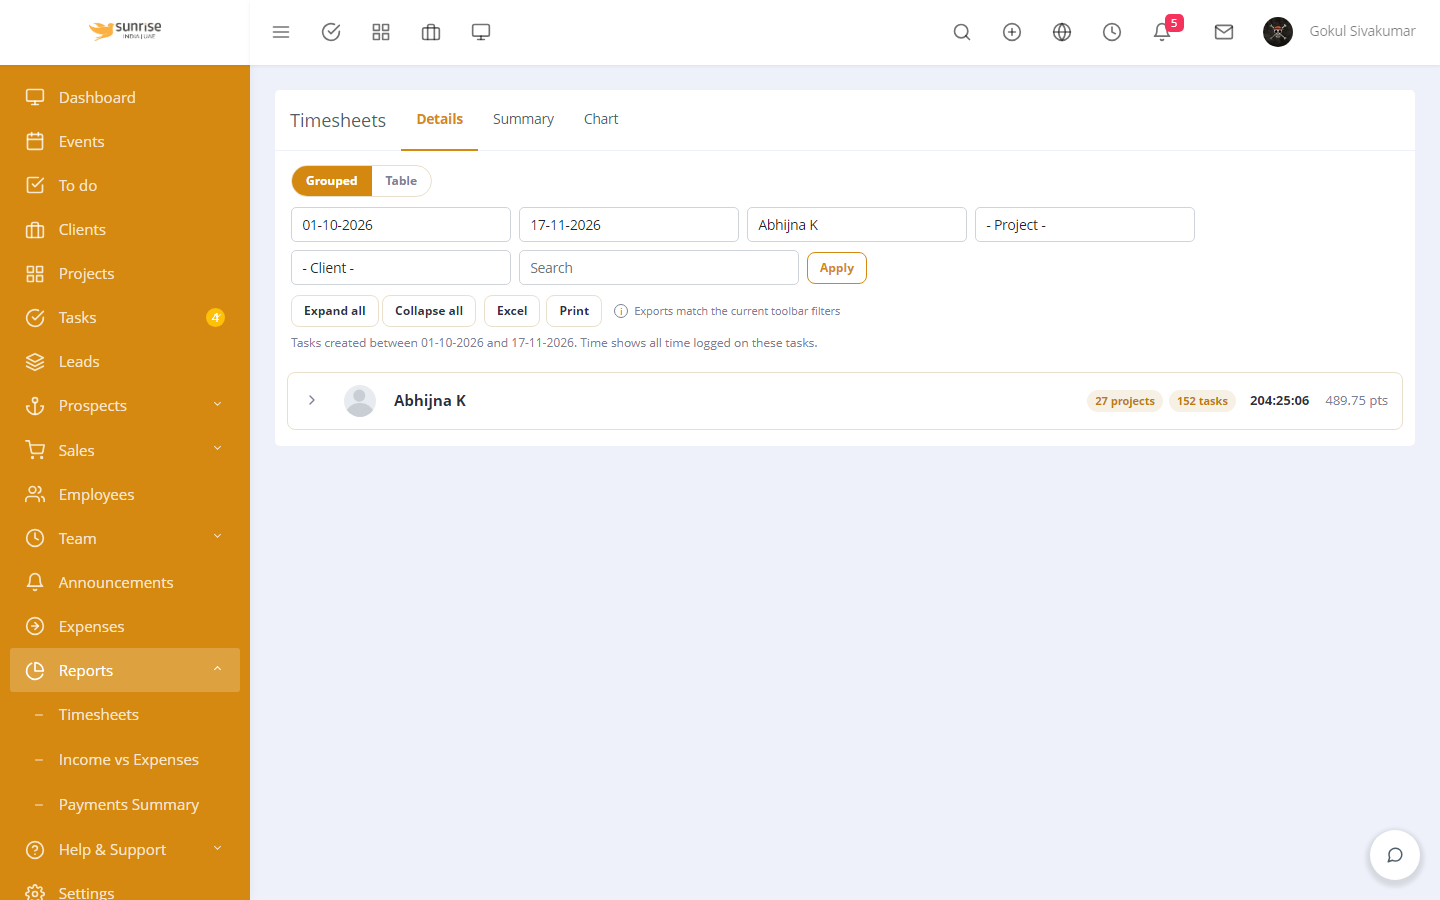 sunrise
INDIA | UAE
5
Gokul Sivakumar
Dashboard
Events
To do
Clients
Projects
Tasks
4
Leads
Prospects
Sales
Employees
Team
Announcements
Expenses
Reports
Timesheets
Income vs Expenses
Payments Summary
Help & Support
Settings
Timesheets
Details
Summary
Chart
Grouped
Table
01-10-2026
17-11-2026
Abhijna K
- Project -
- Client -
Search
Apply
Expand all
Collapse all
Excel
Print
Exports match the current toolbar filters
Tasks created between 01-10-2026 and 17-11-2026. Time shows all time logged on these tasks.
Abhijna K
27 projects
152 tasks
204:25:06
489.75 pts